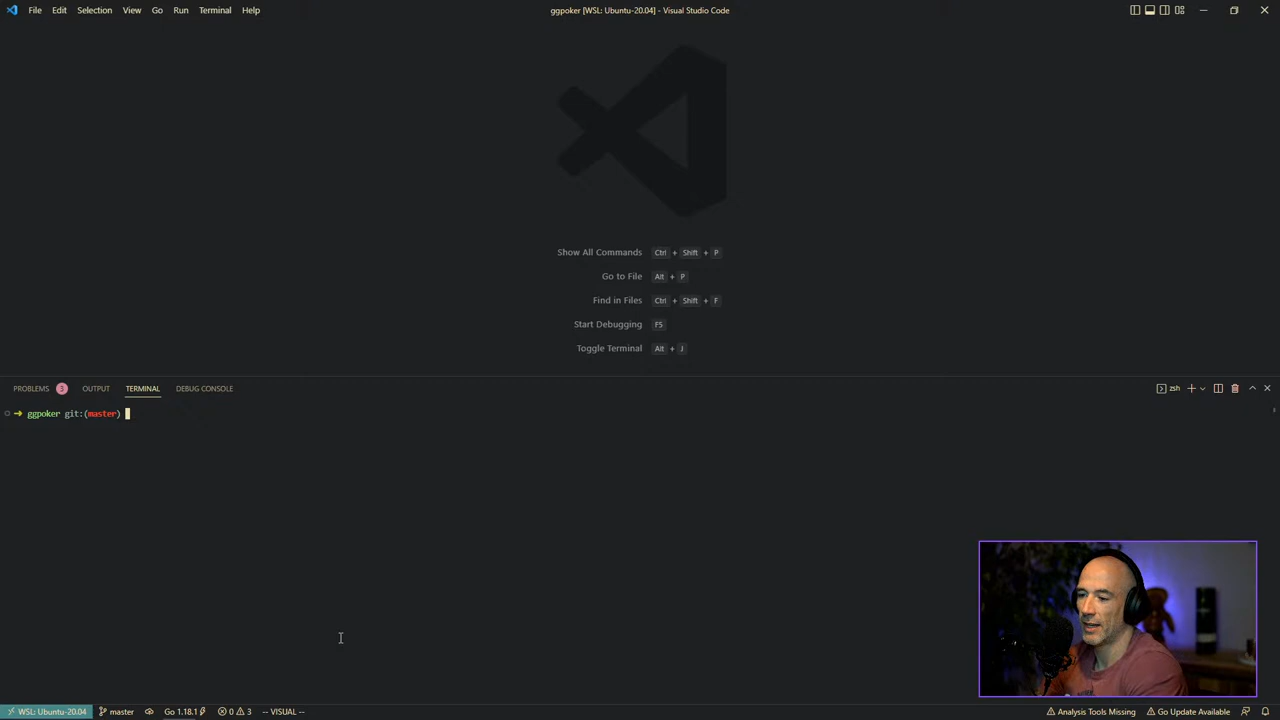 File Edit Selection View Go Run Terminal Help
ggpoker [WSL: Ubuntu-20.04] - Visual Studio Code
Show All Commands Ctrl + Shift + P
Go to File Alt + P
Find in Files Ctrl + Shift + F
Start Debugging F5
Toggle Terminal Alt + J
PROBLEMS 3 OUTPUT TERMINAL DEBUG CONSOLE
zsh
ggpoker git:(master)
WSL: Ubuntu-20.04 master Go 1.18.1 0 3 -- VISUAL --
Analysis Tools Missing Go Update Available